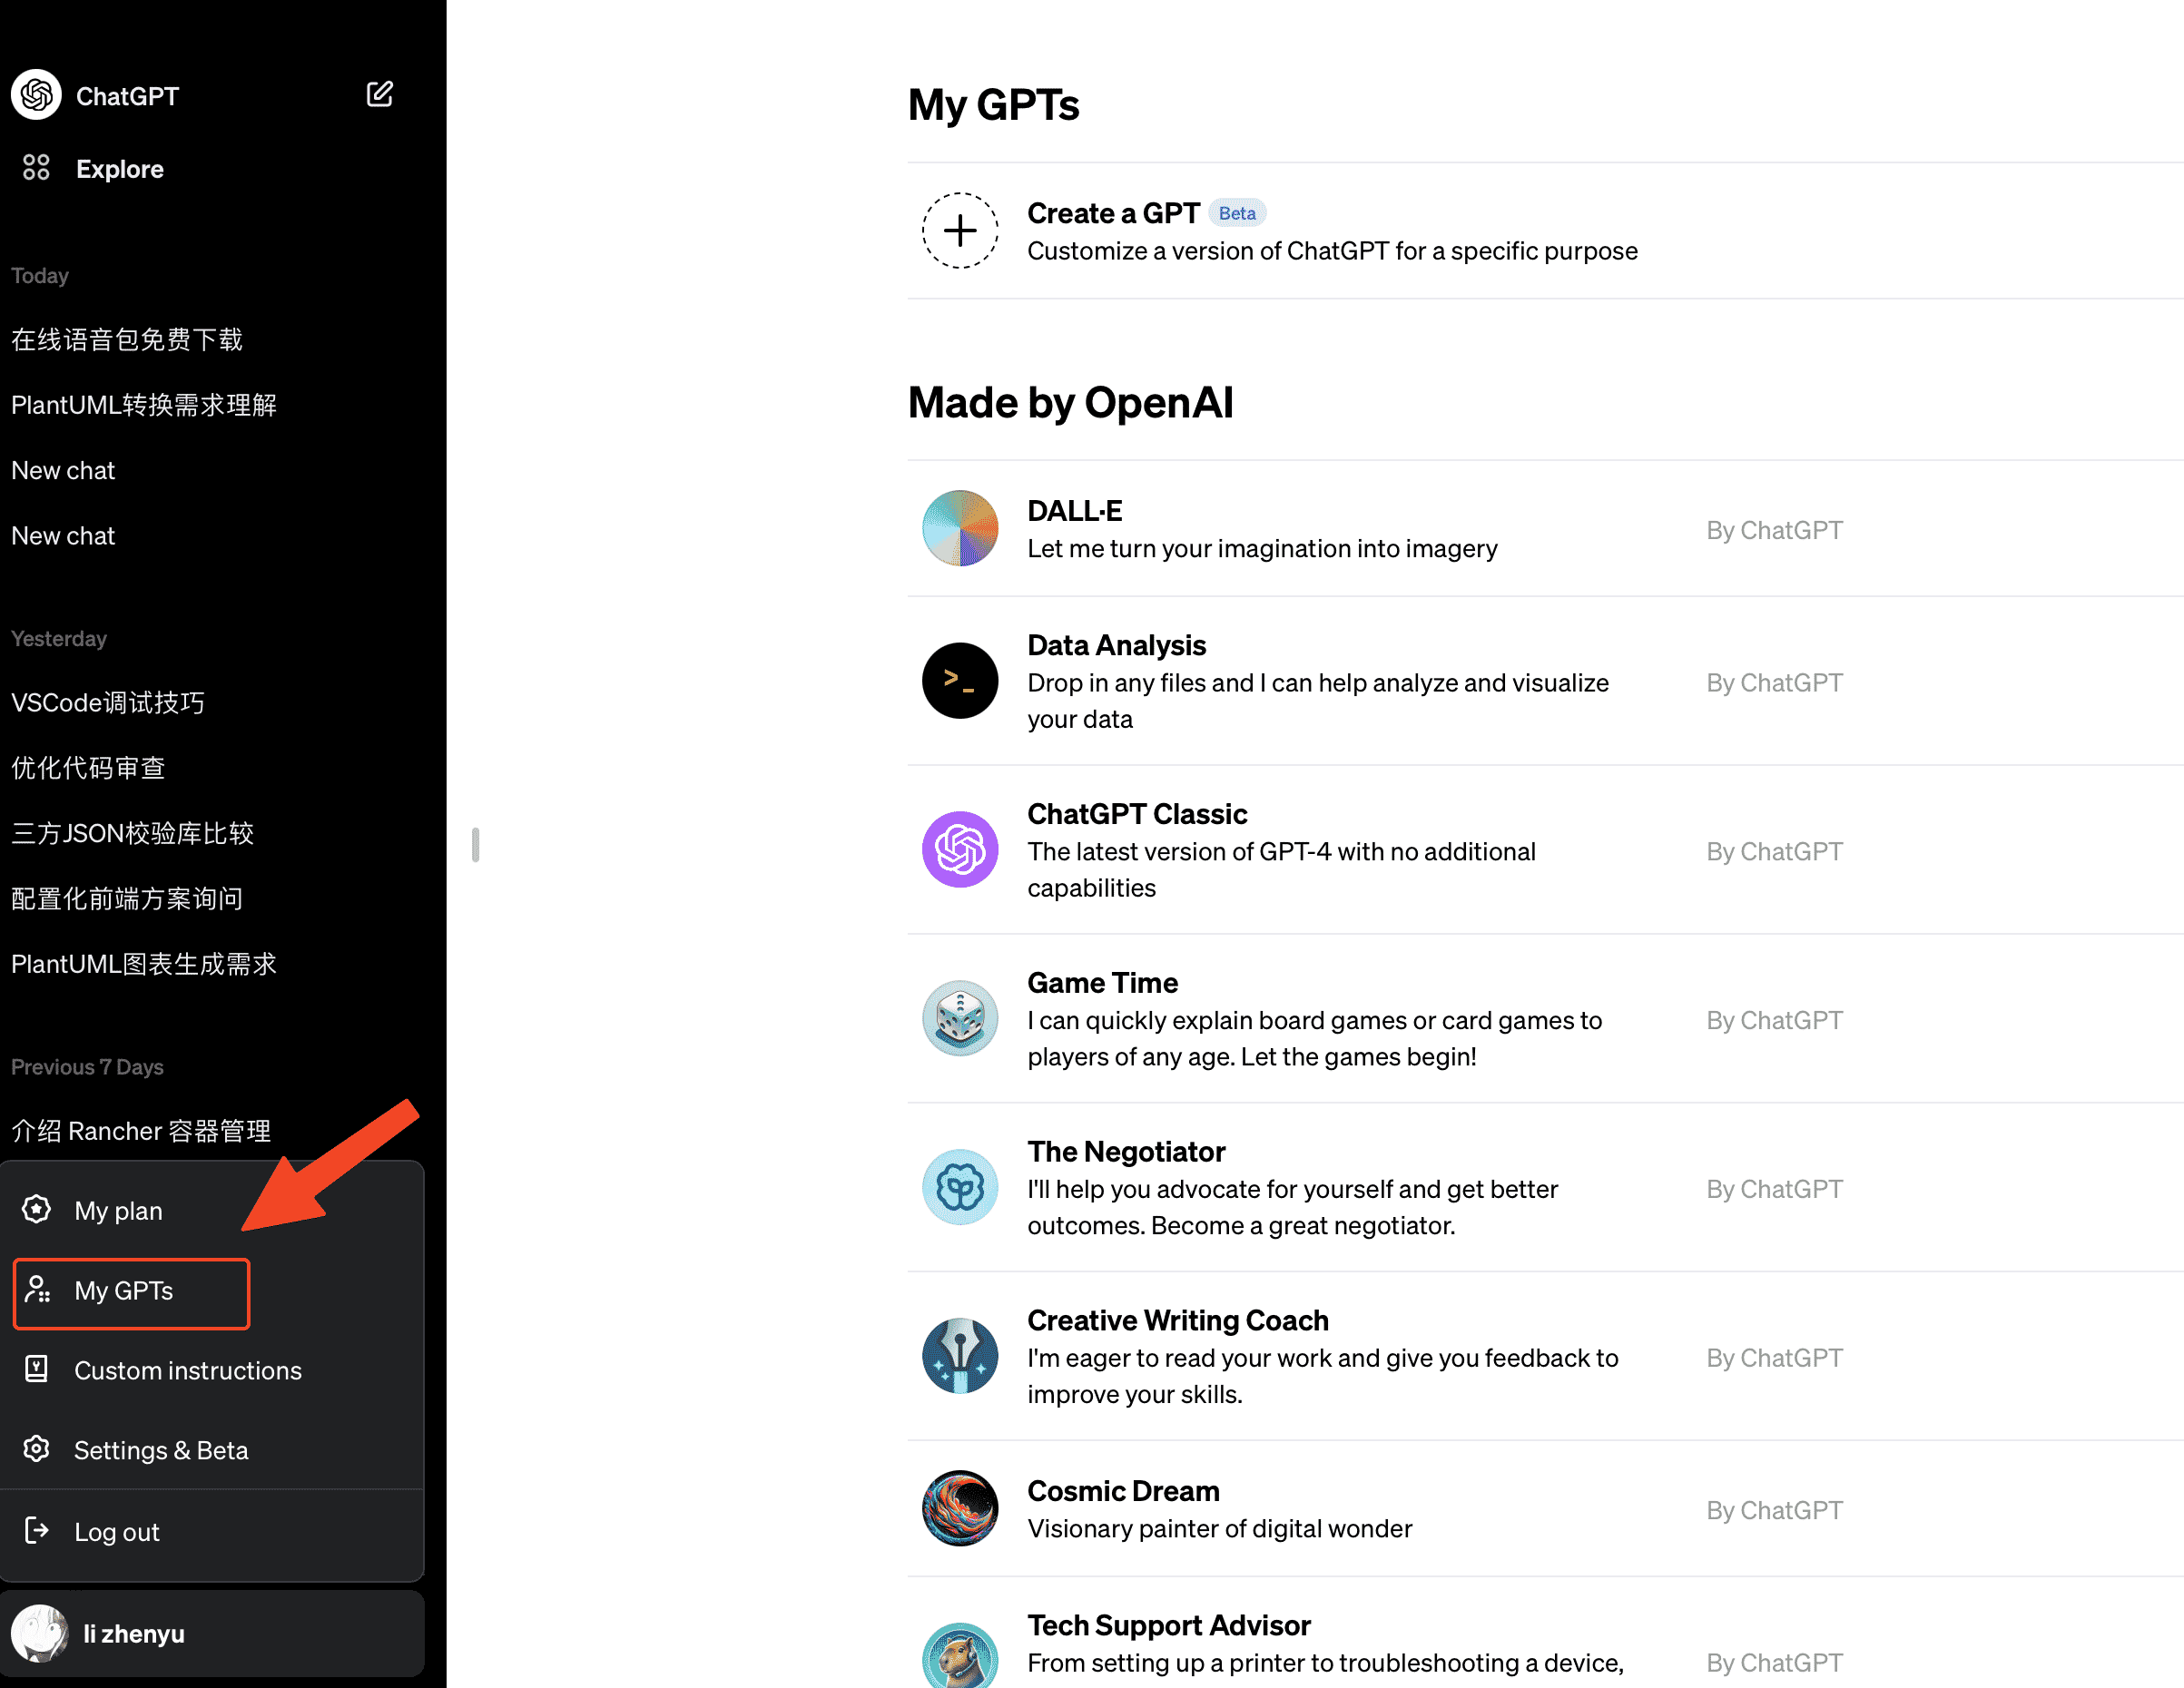 ChatGPT
Explore
Today
在线语音包免费下载
PlantUML转换需求理解
New chat
New chat
Yesterday
VSCode调试技巧
优化代码审查
三方JSON校验库比较
配置化前端方案询问
PlantUML图表生成需求
Previous 7 Days
介绍 Rancher 容器管理
My plan
My GPTs
Custom instructions
Settings & Beta
Log out
li zhenyu
My GPTs
Create a GPT Beta
Customize a version of ChatGPT for a specific purpose
Made by OpenAI
DALL·E
Let me turn your imagination into imagery
By ChatGPT
Data Analysis
Drop in any files and I can help analyze and visualize
your data
By ChatGPT
ChatGPT Classic
The latest version of GPT-4 with no additional
capabilities
By ChatGPT
Game Time
I can quickly explain board games or card games to
players of any age. Let the games begin!
By ChatGPT
The Negotiator
I'll help you advocate for yourself and get better
outcomes. Become a great negotiator.
By ChatGPT
Creative Writing Coach
I'm eager to read your work and give you feedback to
improve your skills.
By ChatGPT
Cosmic Dream
Visionary painter of digital wonder
By ChatGPT
Tech Support Advisor
From setting up a printer to troubleshooting a device,
By ChatGPT